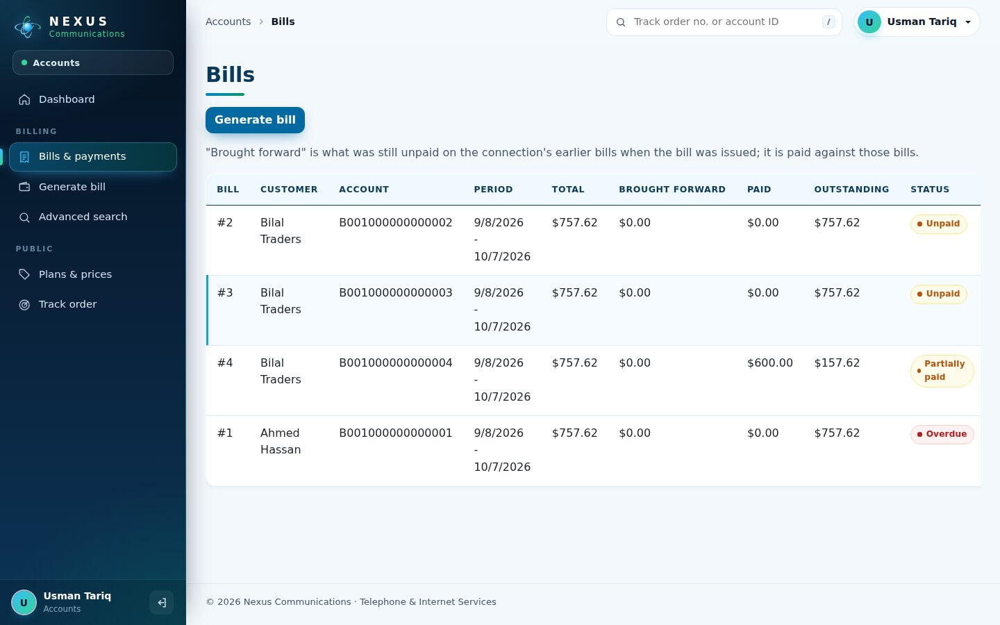 NEXUS
Communications
Accounts
Dashboard
BILLING
Bills & payments
Generate bill
Advanced search
PUBLIC
Plans & prices
Track order
U
Usman Tariq
Accounts
Accounts > Bills
Track order no. or account ID /
U Usman Tariq
Bills
Generate bill
"Brought forward" is what was still unpaid on the connection's earlier bills when the bill was issued; it is paid against those bills.
BILL CUSTOMER ACCOUNT PERIOD TOTAL BROUGHT FORWARD PAID OUTSTANDING STATUS
#2 Bilal B001000000000002 9/8/2026 $757.62 $0.00 $0.00 $757.62 Unpaid
Traders -
10/7/2026
#3 Bilal B001000000000003 9/8/2026 $757.62 $0.00 $0.00 $757.62 Unpaid
Traders -
10/7/2026
#4 Bilal B001000000000004 9/8/2026 $757.62 $0.00 $600.00 $157.62 Partially
Traders - paid
10/7/2026
#1 Ahmed B001000000000001 9/8/2026 $757.62 $0.00 $0.00 $757.62 Overdue
Hassan -
10/7/2026
© 2026 Nexus Communications · Telephone & Internet Services